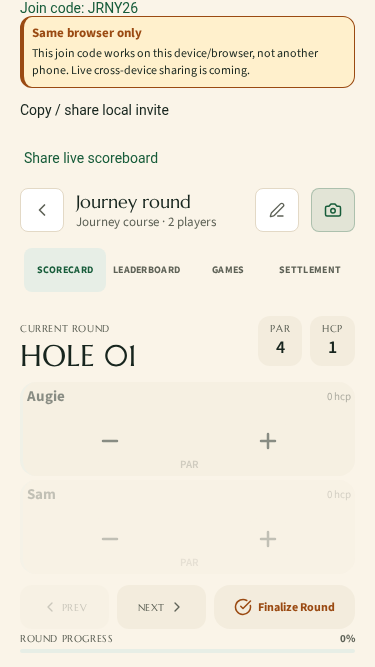 Join code: JRNY26
Same browser only
This join code works on this device/browser, not another
phone. Live cross-device sharing is coming.
Copy / share local invite
Share live scoreboard
Journey round
Journey course · 2 players
SCORECARD LEADERBOARD GAMES SETTLEMENT
CURRENT ROUND
HOLE 01
PAR
4
HCP
1
Augie 0 hcp
− +
PAR
Sam 0 hcp
− +
PAR
PREV NEXT Finalize Round
ROUND PROGRESS 0%